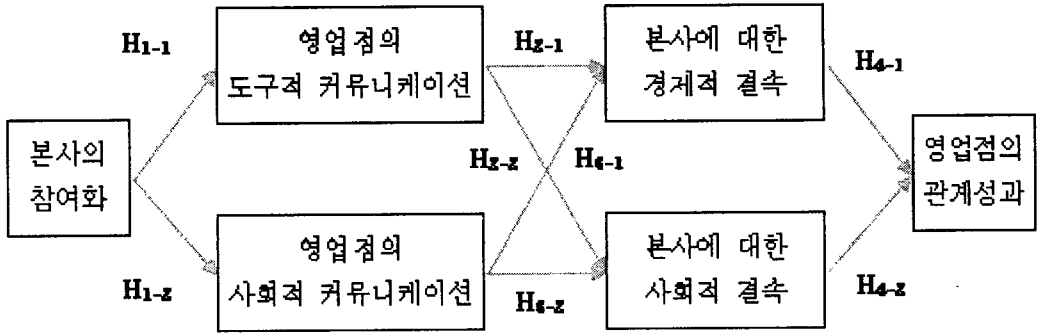 H1-1
영업점의
도구적 커뮤니케이션
H2-1
본사에 대한
경제적 결속
H4-1
본사의
참여화
H2-2
H3-1
영업점의
관계성과
H1-2
영업점의
사회적 커뮤니케이션
H3-2
본사에 대한
사회적 결속
H4-2